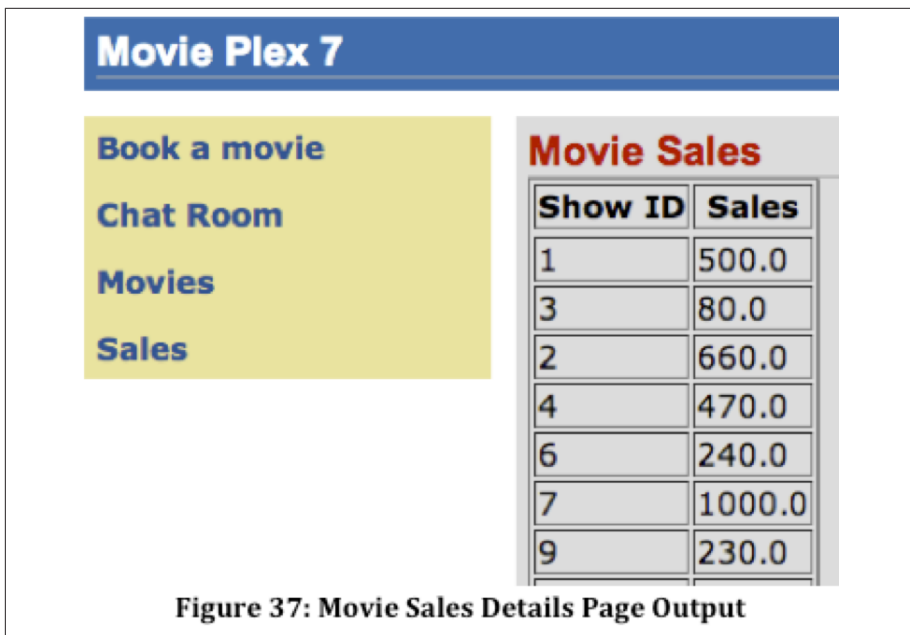 Movie Plex 7
Book a movie
Chat Room
Movies
Sales
Movie Sales
Show ID Sales
1 500.0
3 80.0
2 660.0
4 470.0
6 240.0
7 1000.0
9 230.0
Figure 37: Movie Sales Details Page Output